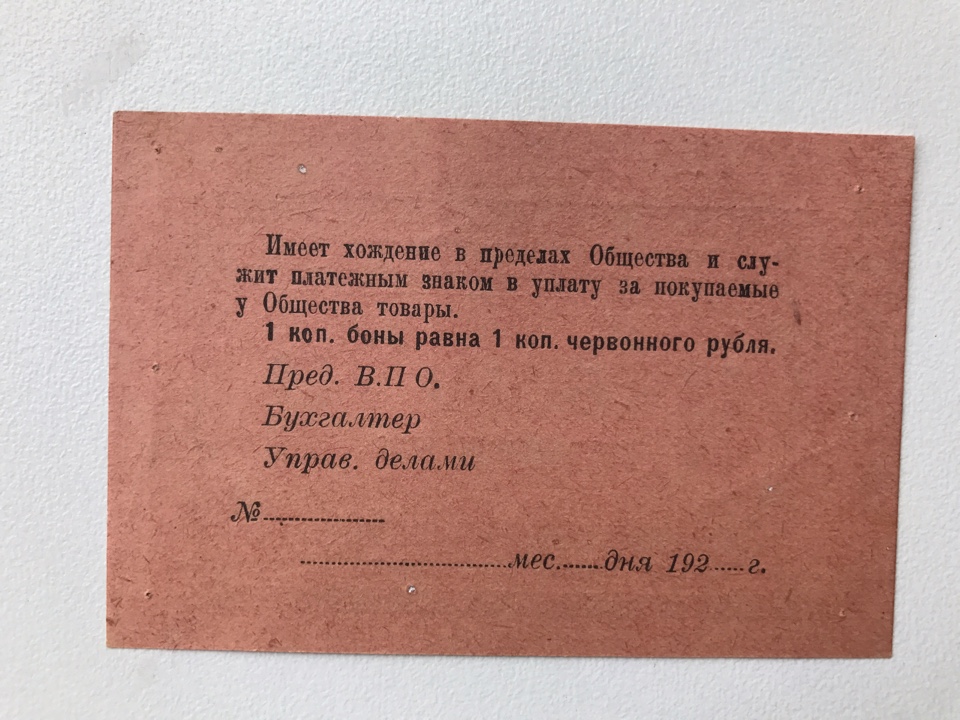 Имеет хождение в пределах Общества и слу-
жит платежным знаком в уплату за покупаемые
у Общества товары.
1 коп. боны равна 1 коп. червонного рубля.
Пред. В.П О.
Бухгалтер
Управ. делами
№....................
...................................мес.......дня 192.....г.